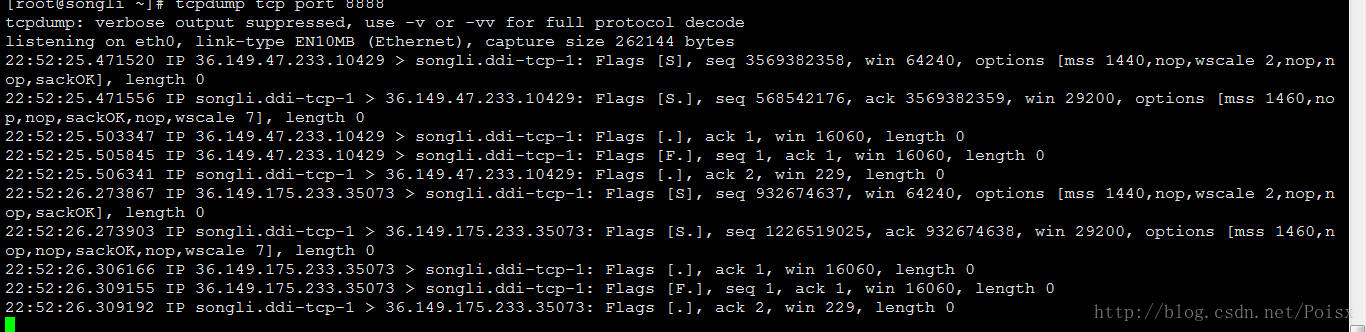 [root@songli ~]# tcpdump tcp port 8888
tcpdump: verbose output suppressed, use -v or -vv for full protocol decode
listening on eth0, link-type EN10MB (Ethernet), capture size 262144 bytes
22:52:25.471520 IP 36.149.47.233.10429 > songli.ddi-tcp-1: Flags [S], seq 3569382358, win 64240, options [mss 1440,nop,wscale 2,nop,n
op,sackOK], length 0
22:52:25.471556 IP songli.ddi-tcp-1 > 36.149.47.233.10429: Flags [S.], seq 568542176, ack 3569382359, win 29200, options [mss 1460,no
p,nop,sackOK,nop,wscale 7], length 0
22:52:25.503347 IP 36.149.47.233.10429 > songli.ddi-tcp-1: Flags [.], ack 1, win 16060, length 0
22:52:25.505845 IP 36.149.47.233.10429 > songli.ddi-tcp-1: Flags [F.], seq 1, ack 1, win 16060, length 0
22:52:25.506341 IP songli.ddi-tcp-1 > 36.149.47.233.10429: Flags [.], ack 2, win 229, length 0
22:52:26.273867 IP 36.149.175.233.35073 > songli.ddi-tcp-1: Flags [S], seq 932674637, win 64240, options [mss 1440,nop,wscale 2,nop,n
op,sackOK], length 0
22:52:26.273903 IP songli.ddi-tcp-1 > 36.149.175.233.35073: Flags [S.], seq 1226519025, ack 932674638, win 29200, options [mss 1460,n
op,nop,sackOK,nop,wscale 7], length 0
22:52:26.306166 IP 36.149.175.233.35073 > songli.ddi-tcp-1: Flags [.], ack 1, win 16060, length 0
22:52:26.309155 IP 36.149.175.233.35073 > songli.ddi-tcp-1: Flags [F.], seq 1, ack 1, win 16060, length 0
22:52:26.309192 IP songli.ddi-tcp-1 > 36.149.175.233.35073: Flags [.], ack 2, win 229, length 0
http://blog.csdn.net/Poisx